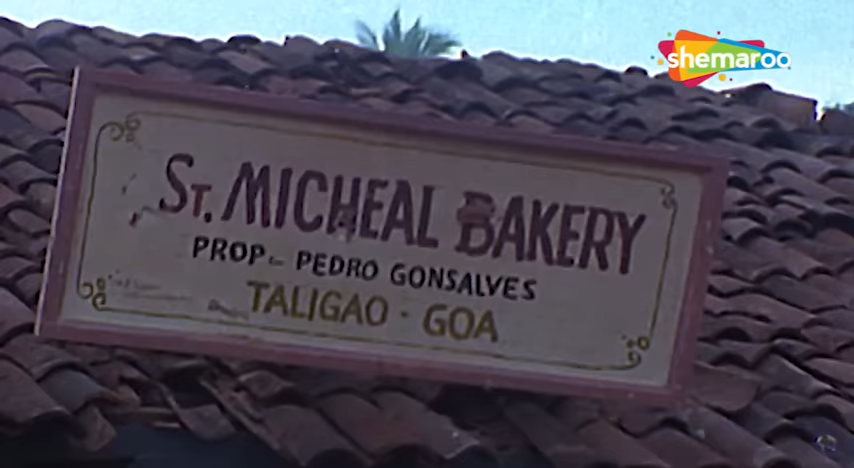 shemaroo
ST. MICHEAL BAKERY
PROP:- PEDRO GONSALVES
TALIGAO · GOA